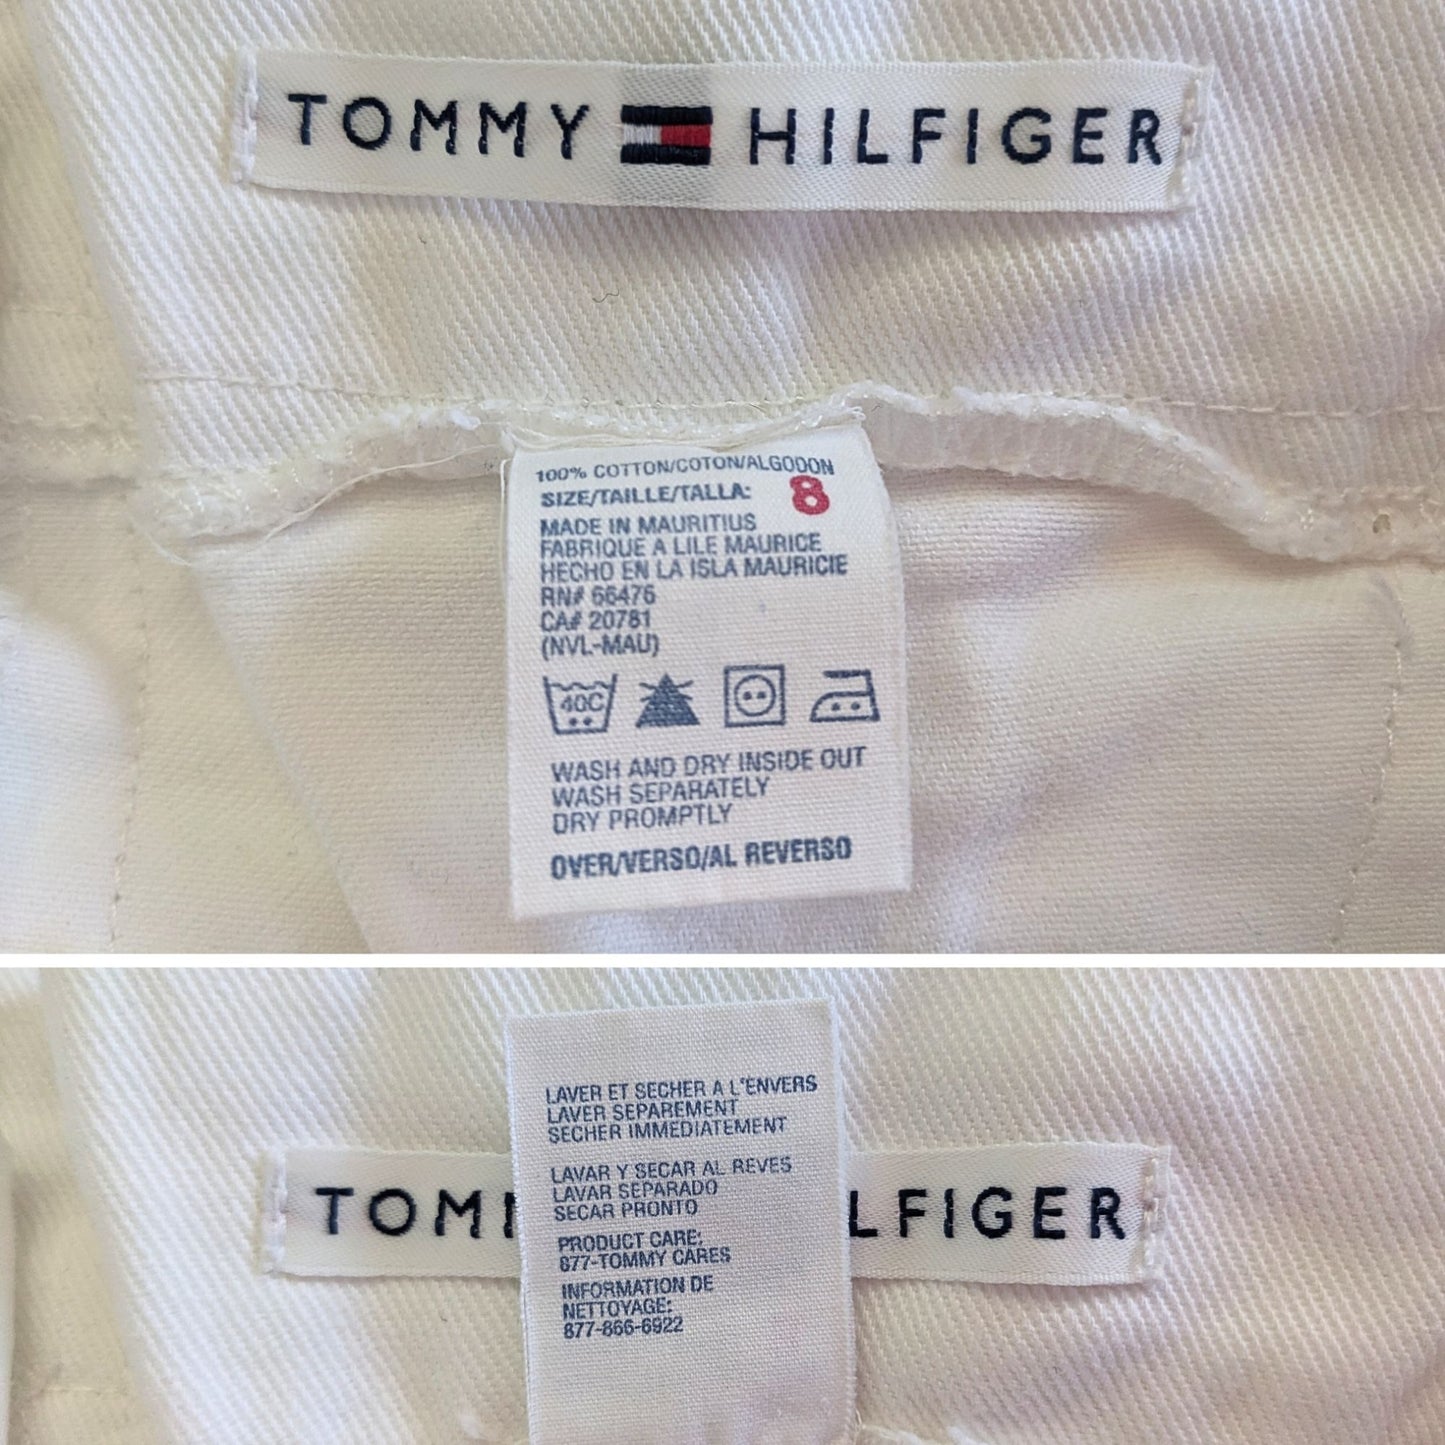 TOMMY HILFIGER
100% COTTON/COTON/ALGODON
SIZE/TAILLE/TALLA: 8
MADE IN MAURITIUS
FABRIQUE A LILE MAURICE
HECHO EN LA ISLA MAURICIE
RN# 66476
CA# 20781
(NVL-MAU)
40C
WASH AND DRY INSIDE OUT
WASH SEPARATELY
DRY PROMPTLY
OVER/VERSO/AL REVERSO
LAVER ET SECHER A L'ENVERS
LAVER SEPAREMENT
SECHER IMMEDIATEMENT
LAVAR Y SECAR AL REVES
LAVAR SEPARADO
SECAR PRONTO
TOM LFIGER
PRODUCT CARE:
877-TOMMY CARES
INFORMATION DE
NETTOYAGE:
877-866-6922